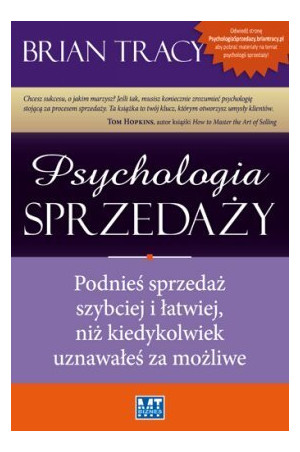 BRIAN TRACY
Odwiedź stronę
PsychologiaSprzedazy.briantracy.pl
aby pobrać materiały na temat
psychologii sprzedaży!
Chcesz sukcesu, o jakim marzysz? Jeśli tak, musisz koniecznie zrozumieć psychologię
stojącą za procesem sprzedaży. Ta książka to twój klucz, którym otworzysz umysły klientów.
TOM HOPKINS, autor książki How to Master the Art of Selling
Psychologia
SPRZEDAŻY
Podnieś sprzedaż
szybciej i łatwiej,
niż kiedykolwiek
uznawałeś za możliwe
MT
BIZNES